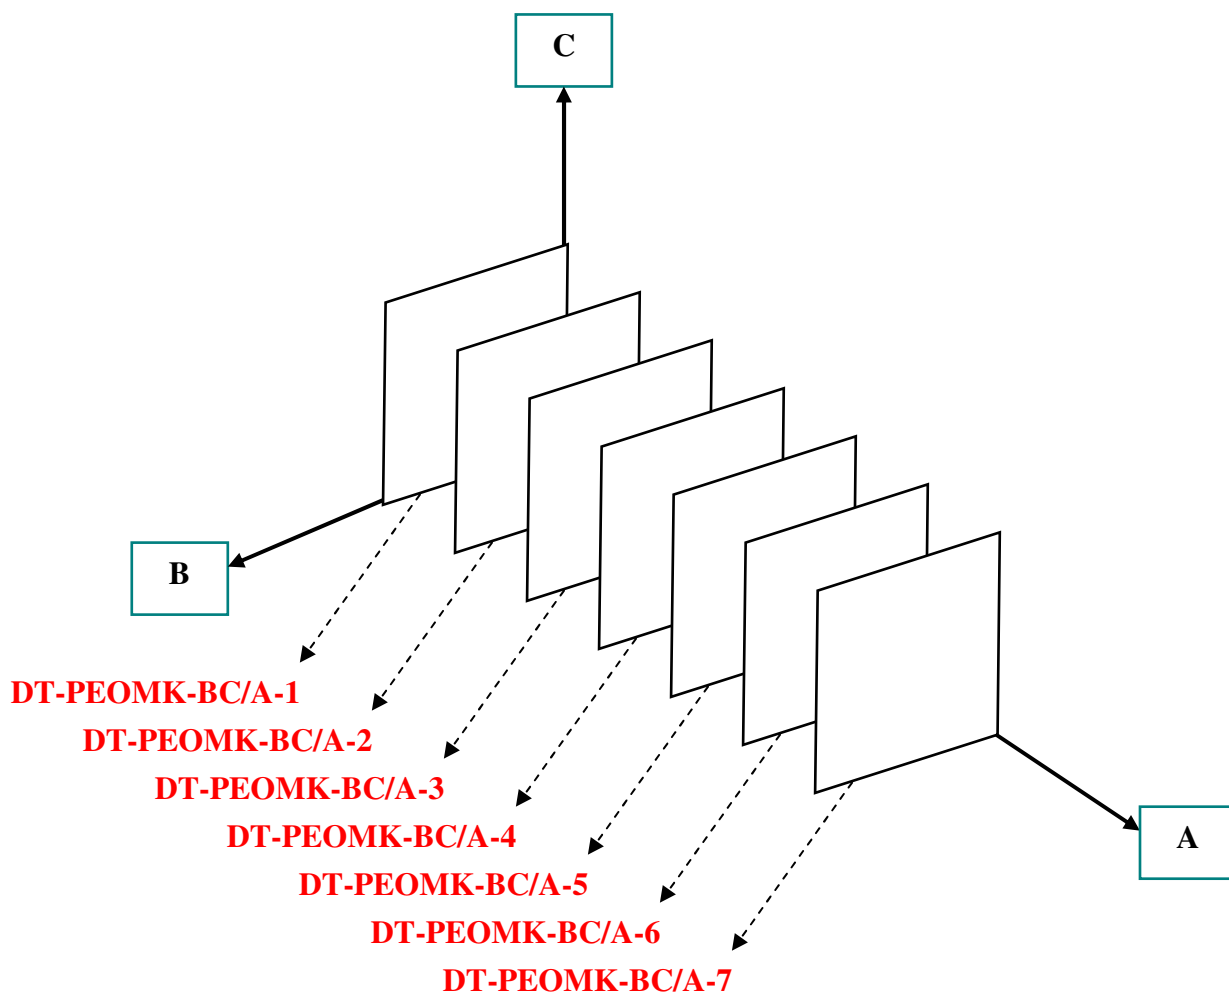 C
B
DT-PEOMK-BC/A-1
DT-PEOMK-BC/A-2
DT-PEOMK-BC/A-3
DT-PEOMK-BC/A-4
A
DT-PEOMK-BC/A-5
DT-PEOMK-BC/A-6
DT-PEOMK-BC/A-7